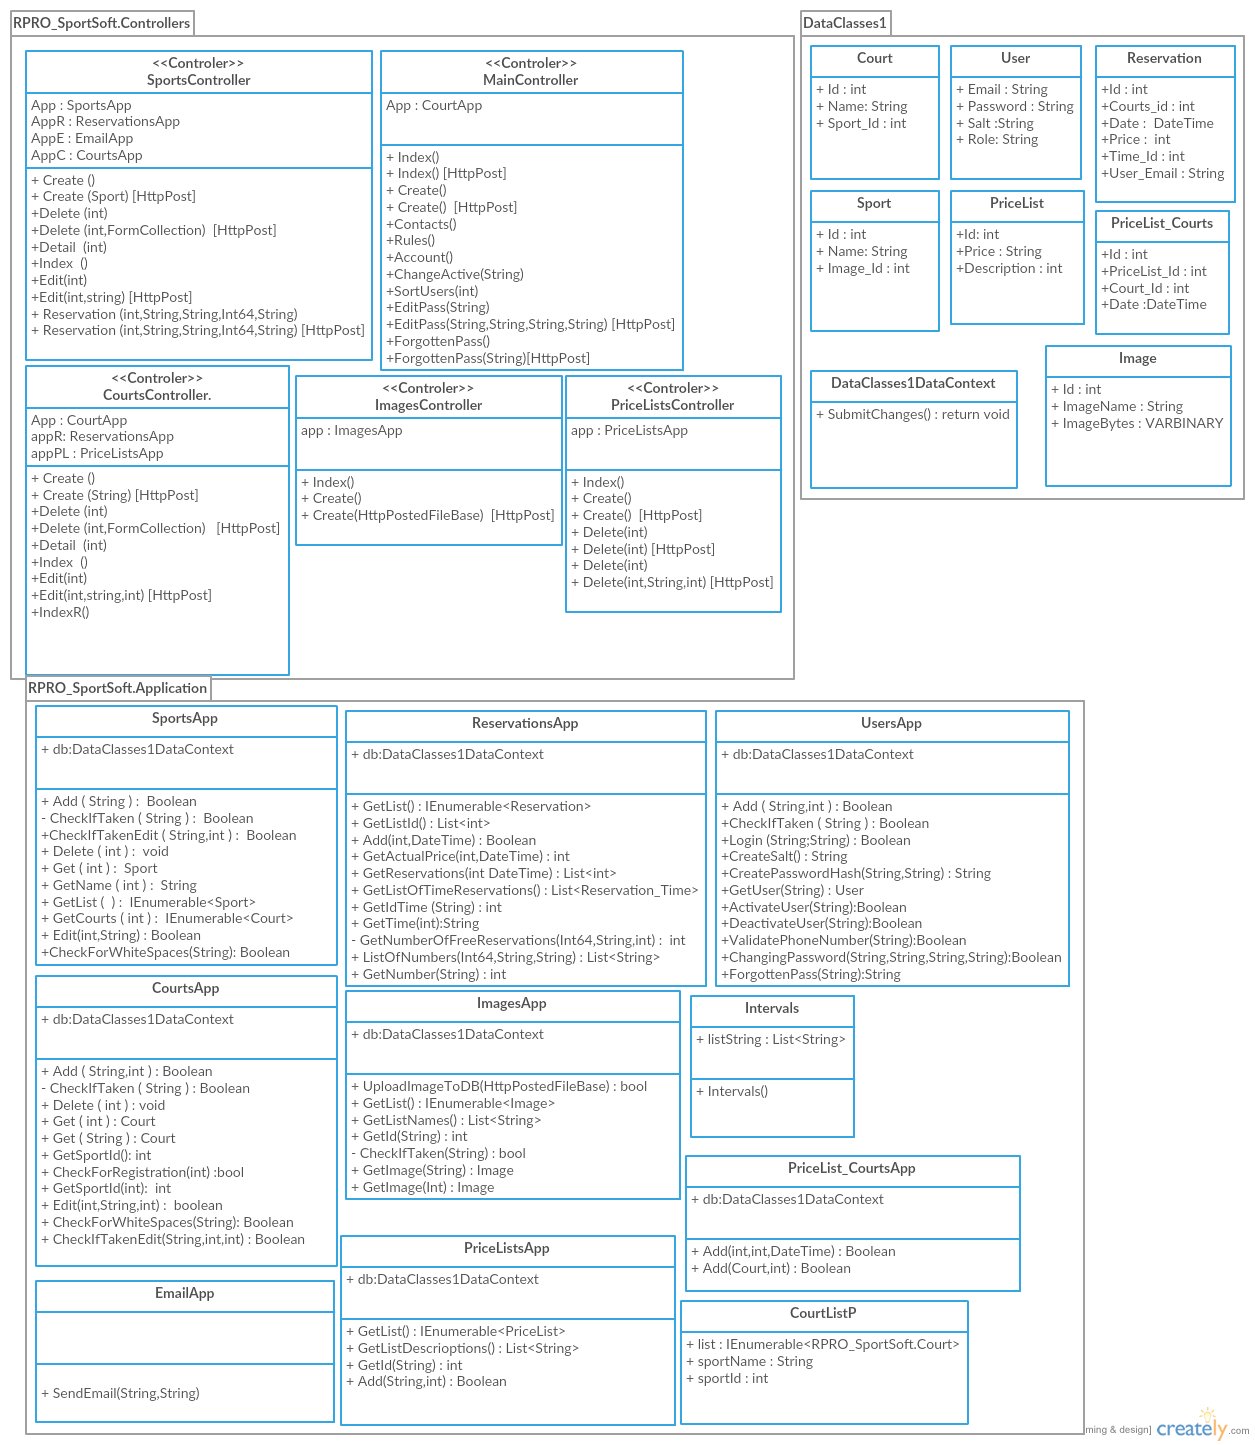 RPRO_SportSoft.Controllers
<<Controler>>
SportsController
App : SportsApp
AppR : ReservationsApp
AppE : EmailApp
AppC : CourtsApp
+ Create ()
+ Create (Sport) [HttpPost]
+Delete (int)
+Delete (int,FormCollection)  [HttpPost]
+Detail  (int)
+Index  ()
+Edit(int)
+Edit(int,string) [HttpPost]
+ Reservation (int,String,String,Int64,String)
+ Reservation (int,String,String,Int64,String) [HttpPost]
<<Controler>>
MainController
App : CourtApp
+ Index()
+ Index() [HttpPost]
+ Create()
+ Create()  [HttpPost]
+Contacts()
+Rules()
+Account()
+ChangeActive(String)
+SortUsers(int)
+EditPass(String)
+EditPass(String,String,String,String) [HttpPost]
+ForgottenPass()
+ForgottenPass(String)[HttpPost]
<<Controler>>
CourtsController.
App : CourtApp
appR: ReservationsApp
appPL : PriceListsApp
+ Create ()
+ Create (String) [HttpPost]
+Delete (int)
+Delete (int,FormCollection)   [HttpPost]
+Detail  (int)
+Index  ()
+Edit(int)
+Edit(int,string,int) [HttpPost]
+IndexR()
<<Controler>>
ImagesController
app : ImagesApp
+ Index()
+ Create()
+ Create(HttpPostedFileBase)  [HttpPost]
<<Controler>>
PriceListsController
app : PriceListsApp
+ Index()
+ Create()
+ Create()  [HttpPost]
+ Delete(int)
+ Delete(int) [HttpPost]
+ Delete(int)
+ Delete(int,String,int) [HttpPost]
DataClasses1
Court
+ Id : int
+ Name: String
+ Sport_Id : int
User
+ Email : String
+ Password : String
+ Salt :String
+ Role: String
Reservation
+Id : int
+Courts_id : int
+Date :  DateTime
+Price :  int
+Time_Id : int
+User_Email : String
Sport
+ Id : int
+ Name: String
+ Image_Id : int
PriceList
+Id: int
+Price : String
+Description : int
PriceList_Courts
+Id : int
+PriceList_Id : int
+Court_Id : int
+Date :DateTime
DataClasses1DataContext
+ SubmitChanges() : return void
Image
+ Id : int
+ ImageName : String
+ ImageBytes : VARBINARY
RPRO_SportSoft.Application
SportsApp
+ db:DataClasses1DataContext
+ Add ( String ) :  Boolean
- CheckIfTaken ( String ) :  Boolean
+CheckIfTakenEdit ( String,int ) :  Boolean
+ Delete ( int ) :  void
+ Get ( int ) :  Sport
+ GetName ( int ) :  String
+ GetList (  ) :  IEnumerable<Sport>
+ GetCourts ( int ) :  IEnumerable<Court>
+ Edit(int,String) : Boolean
+CheckForWhiteSpaces(String): Boolean
ReservationsApp
+ db:DataClasses1DataContext
+ GetList() : IEnumerable<Reservation>
+ GetListId() : List<int>
+ Add(int,DateTime) : Boolean
+ GetActualPrice(int,DateTime) : int
+ GetReservations(int DateTime) : List<int>
+ GetListOfTimeReservations() : List<Reservation_Time>
+ GetIdTime (String) : int
+ GetTime(int):String
- GetNumberOfFreeReservations(Int64,String,int) :  int
+ ListOfNumbers(Int64,String,String) : List<String>
+ GetNumber(String) : int
UsersApp
+ db:DataClasses1DataContext
+ Add ( String,int ) : Boolean
+CheckIfTaken ( String ) : Boolean
+Login (String;String) : Boolean
+CreateSalt() : String
+CreatePasswordHash(String,String) : String
+GetUser(String) : User
+ActivateUser(String):Boolean
+DeactivateUser(String):Boolean
+ValidatePhoneNumber(String):Boolean
+ChangingPassword(String,String,String,String):Boolean
+ForgottenPass(String):String
CourtsApp
+ db:DataClasses1DataContext
+ Add ( String,int ) : Boolean
- CheckIfTaken ( String ) : Boolean
+ Delete ( int ) : void
+ Get ( int ) : Court
+ Get ( String ) : Court
+ GetSportId(): int
+ CheckForRegistration(int) :bool
+ GetSportId(int):  int
+ Edit(int,String,int) :  boolean
+ CheckForWhiteSpaces(String): Boolean
+ CheckIfTakenEdit(String,int,int) : Boolean
ImagesApp
+ db:DataClasses1DataContext
+ UploadImageToDB(HttpPostedFileBase) : bool
+ GetList() : IEnumerable<Image>
+ GetListNames() : List<String>
+ GetId(String) : int
- CheckIfTaken(String) : bool
+ GetImage(String) : Image
+ GetImage(Int) : Image
Intervals
+ listString : List<String>
+ Intervals()
PriceList_CourtsApp
+ db:DataClasses1DataContext
+ Add(int,int,DateTime) : Boolean
+ Add(Court,int) : Boolean
EmailApp
+ SendEmail(String,String)
PriceListsApp
+ db:DataClasses1DataContext
+ GetList() : IEnumerable<PriceList>
+ GetListDescrioptions() : List<String>
+ GetId(String) : int
+ Add(String,int) : Boolean
CourtListP
+ list : IEnumerable<RPRO_SportSoft.Court>
+ sportName : String
+ sportId : int
ming & design]
creately.com